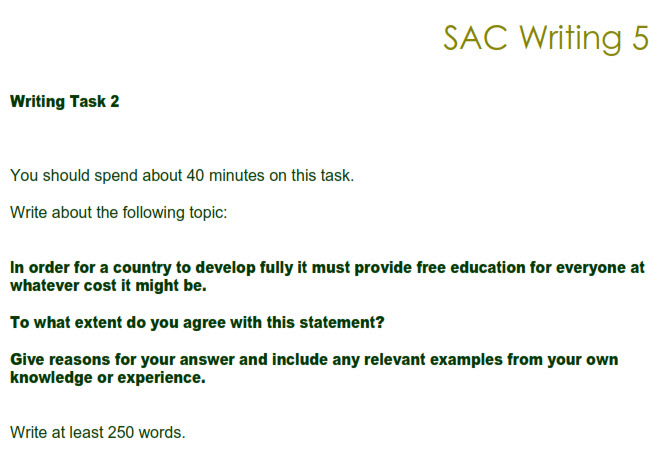 SAC Writing 5
Writing Task 2
You should spend about 40 minutes on this task.
Write about the following topic:
In order for a country to develop fully it must provide free education for everyone at
whatever cost it might be.
To what extent do you agree with this statement?
Give reasons for your answer and include any relevant examples from your own
knowledge or experience.
Write at least 250 words.